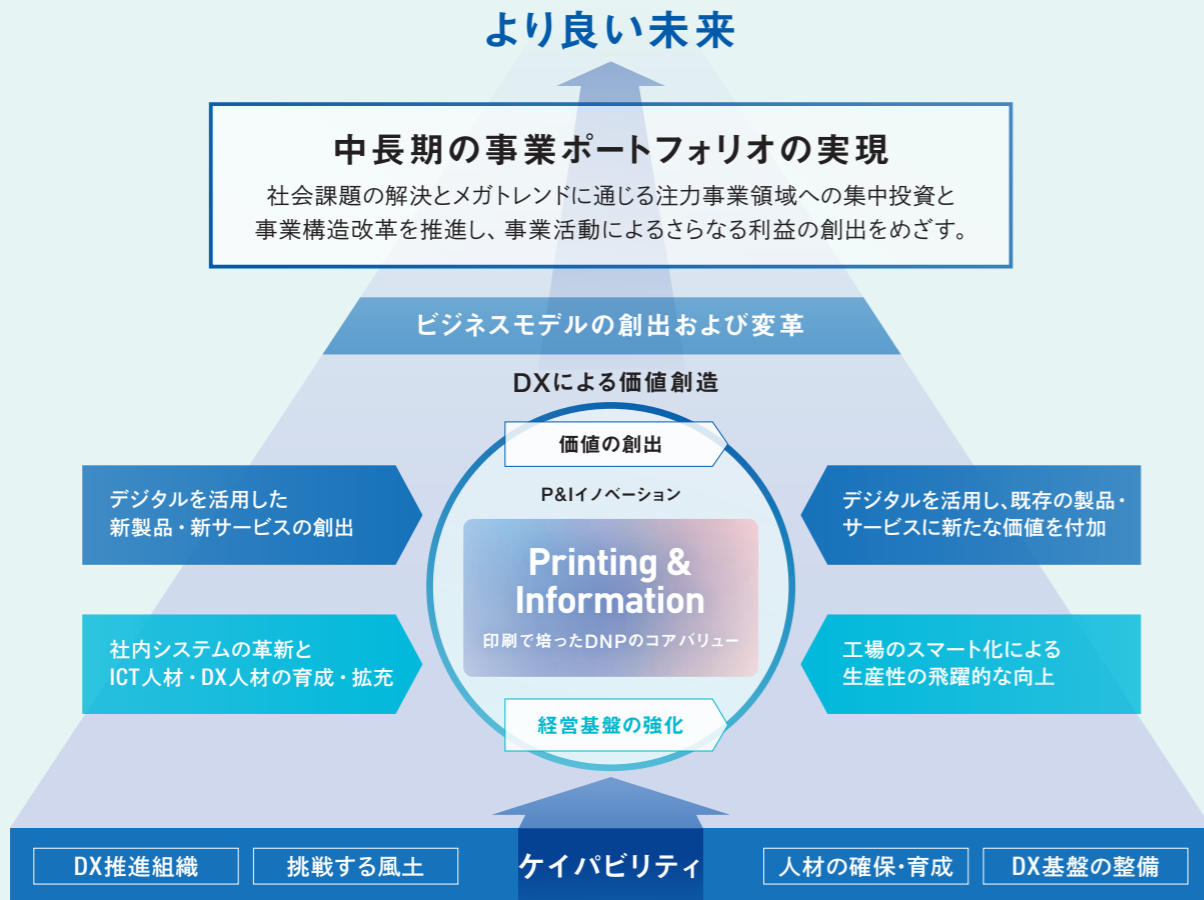 より良い未来
中長期の事業ポートフォリオの実現
社会課題の解決とメガトレンドに通じる注力事業領域への集中投資と
事業構造改革を推進し、事業活動によるさらなる利益の創出をめざす。
ビジネスモデルの創出および変革
DXによる価値創造
価値の創出
P&Iイノベーション
デジタルを活用した
新製品・新サービスの創出
デジタルを活用し、既存の製品・
サービスに新たな価値を付加
Printing &
Information
印刷で培ったDNPのコアバリュー
社内システムの革新と
ICT人材・DX人材の育成・拡充
工場のスマート化による
生産性の飛躍的な向上
経営基盤の強化
DX推進組織
挑戦する風土
ケイパビリティ
人材の確保・育成
DX基盤の整備